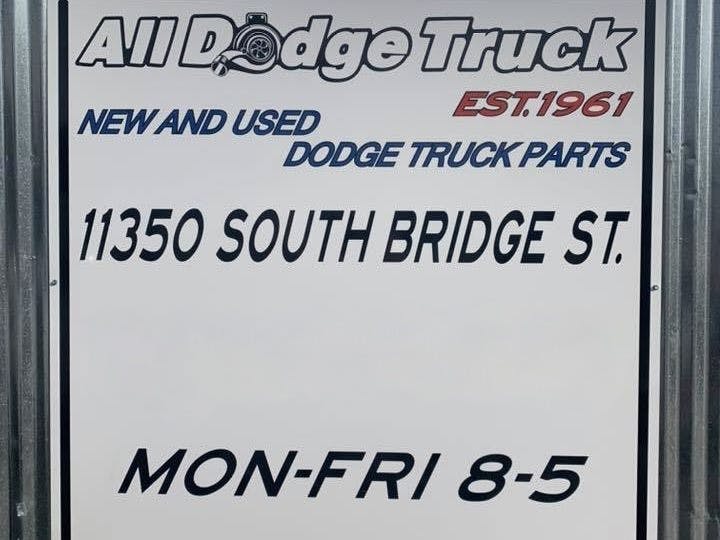 All Dodge Truck
EST.1961
NEW AND USED
DODGE TRUCK PARTS
11350 SOUTH BRIDGE ST.
MON-FRI 8-5